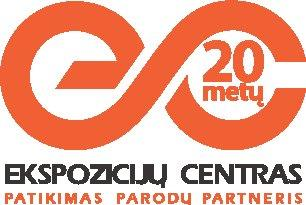 20
metų
EKSPOZICIJŲ CENTRAS
PATIKIMAS PARODŲ PARTNERIS